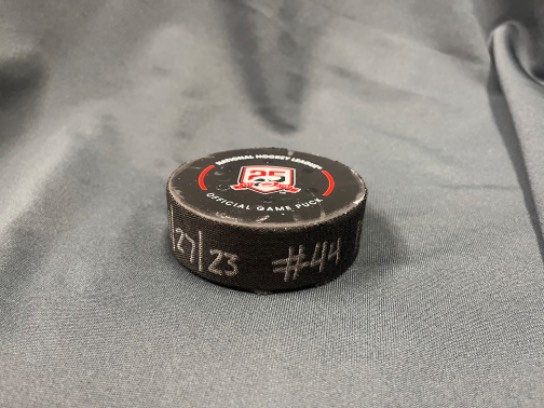 NATIONAL HOCKEY LEAGUE
25
OFFICIAL GAME PUCK
/27/23 #44